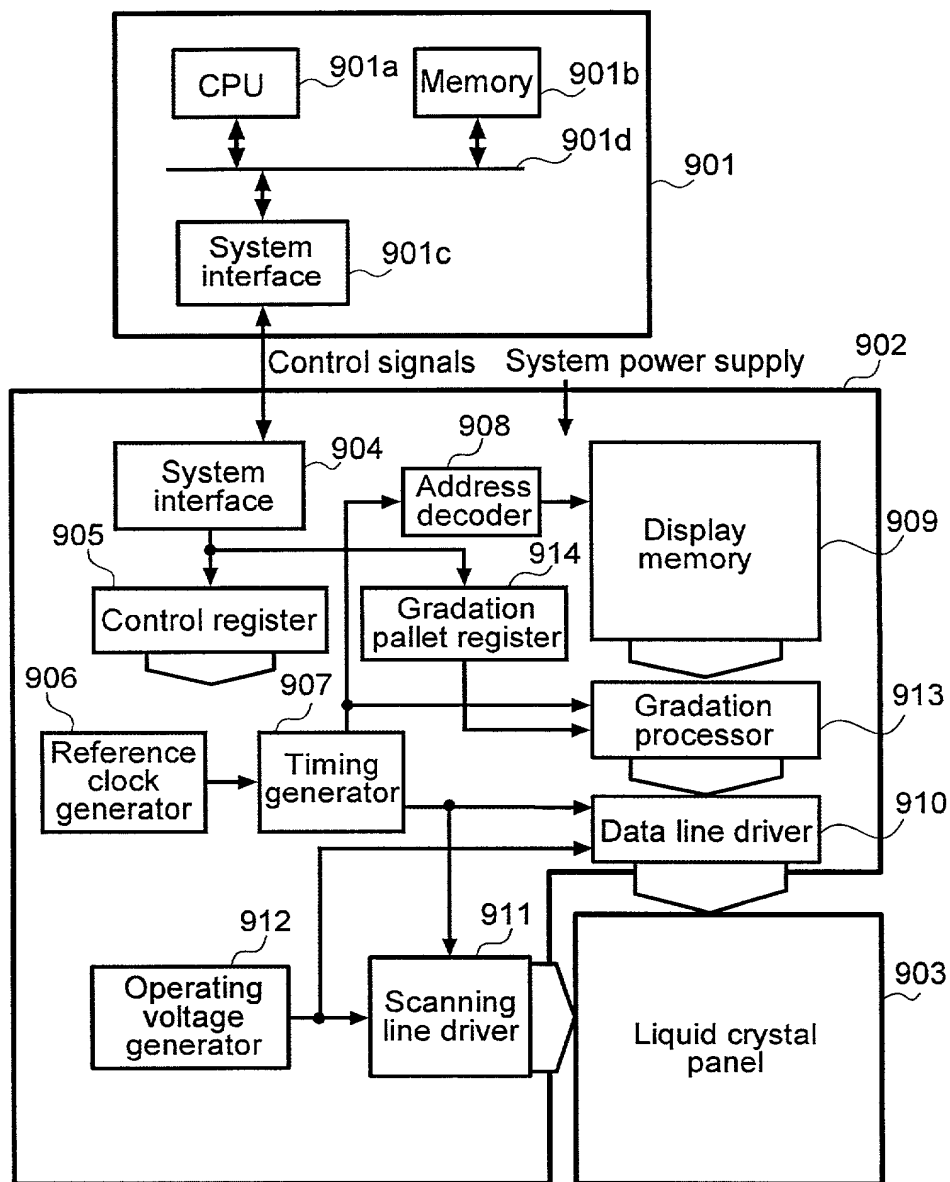 CPU
901a
Memory
901b
901d
901
System
interface
901c
Control signals
System power supply
902
System
interface
904
908
Address
decoder
Display
memory
909
905
Control register
914
Gradation
pallet register
906
Reference
clock
generator
907
Timing
generator
Gradation
processor
913
Data line driver
910
912
Operating
voltage
generator
911
Scanning
line driver
903
Liquid crystal
panel